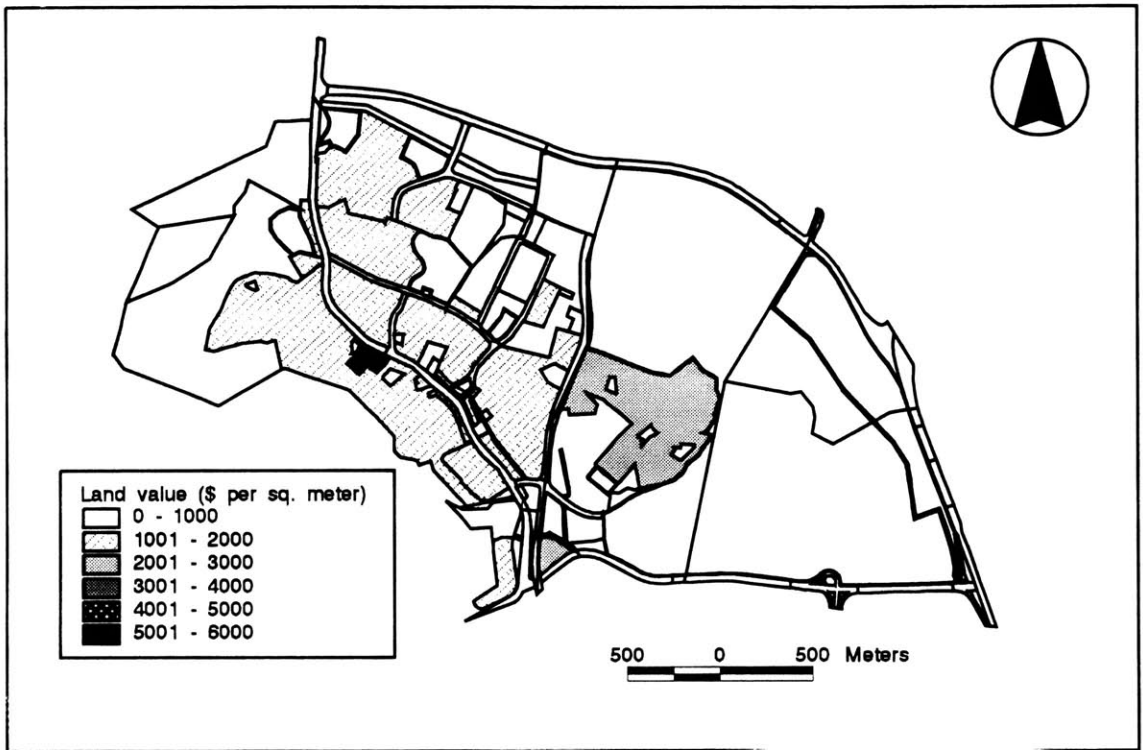 Land value ($ per sq. meter)
0 - 1000
1001 - 2000
2001 - 3000
3001 - 4000
4001 - 5000
5001 - 6000
500 0 500 Meters